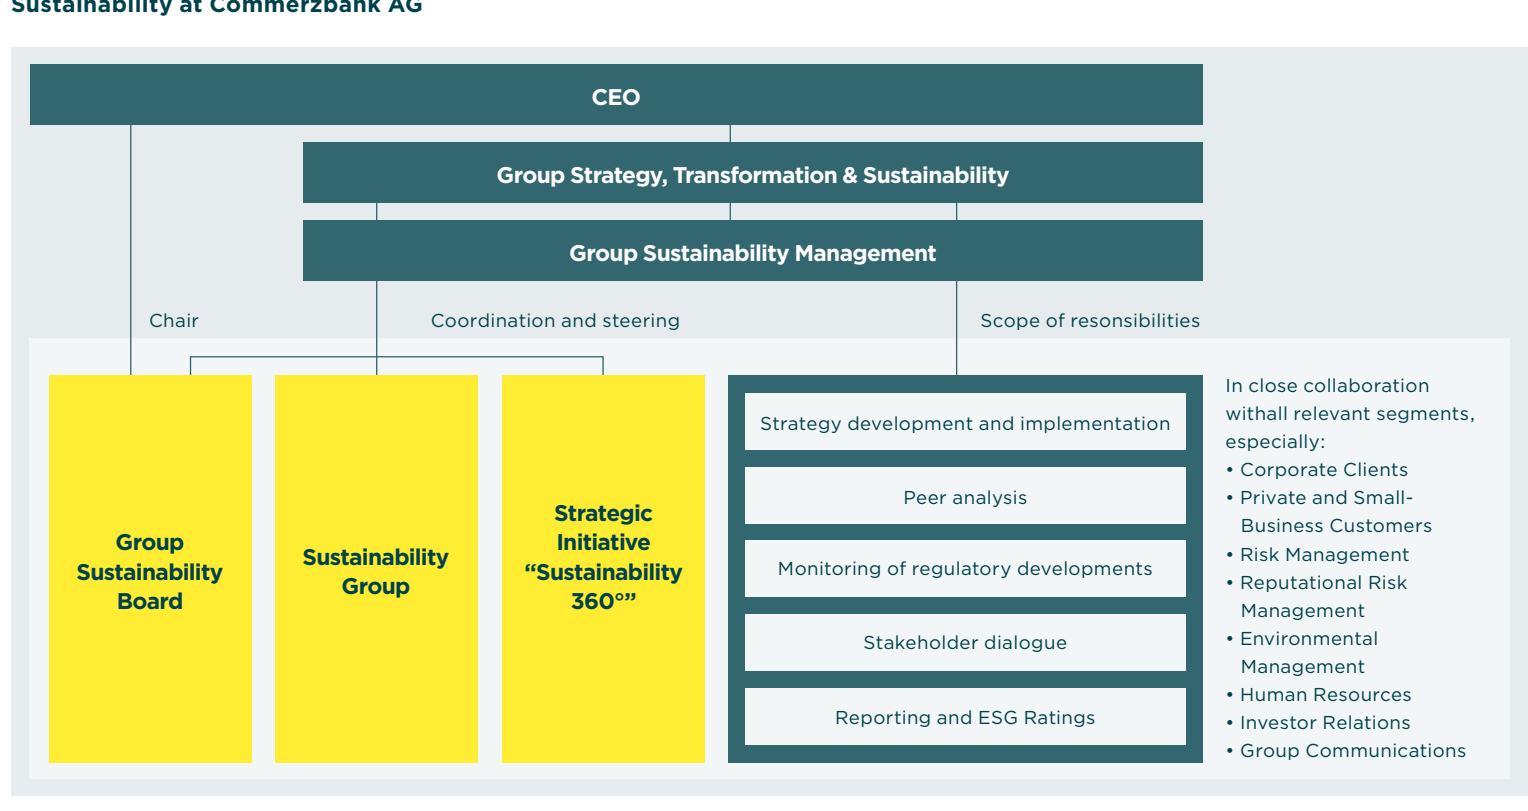 Sustainability at Commerzbank AG
CEO
Group Strategy, Transformation & Sustainability
Group Sustainability Management
Chair
Coordination and steering
Scope of resonsibilities
Group
Sustainability
Board
Sustainability
Group
Strategic
Initiative
“Sustainability
360°”
Strategy development and implementation
Peer analysis
Monitoring of regulatory developments
Stakeholder dialogue
Reporting and ESG Ratings
In close collaboration
withall relevant segments,
especially:
• Corporate Clients
• Private and Small-
Business Customers
• Risk Management
• Reputational Risk
Management
• Environmental
Management
• Human Resources
• Investor Relations
• Group Communications